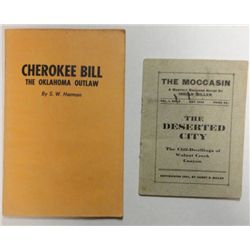 CHEROKEE BILL
THE OKLAHOMA OUTLAW
By S. W. Harman
THE MOCCASIN
THE
DESERTED
CITY
The Cliff-Dwellings of
Walnut Creek
Canyon